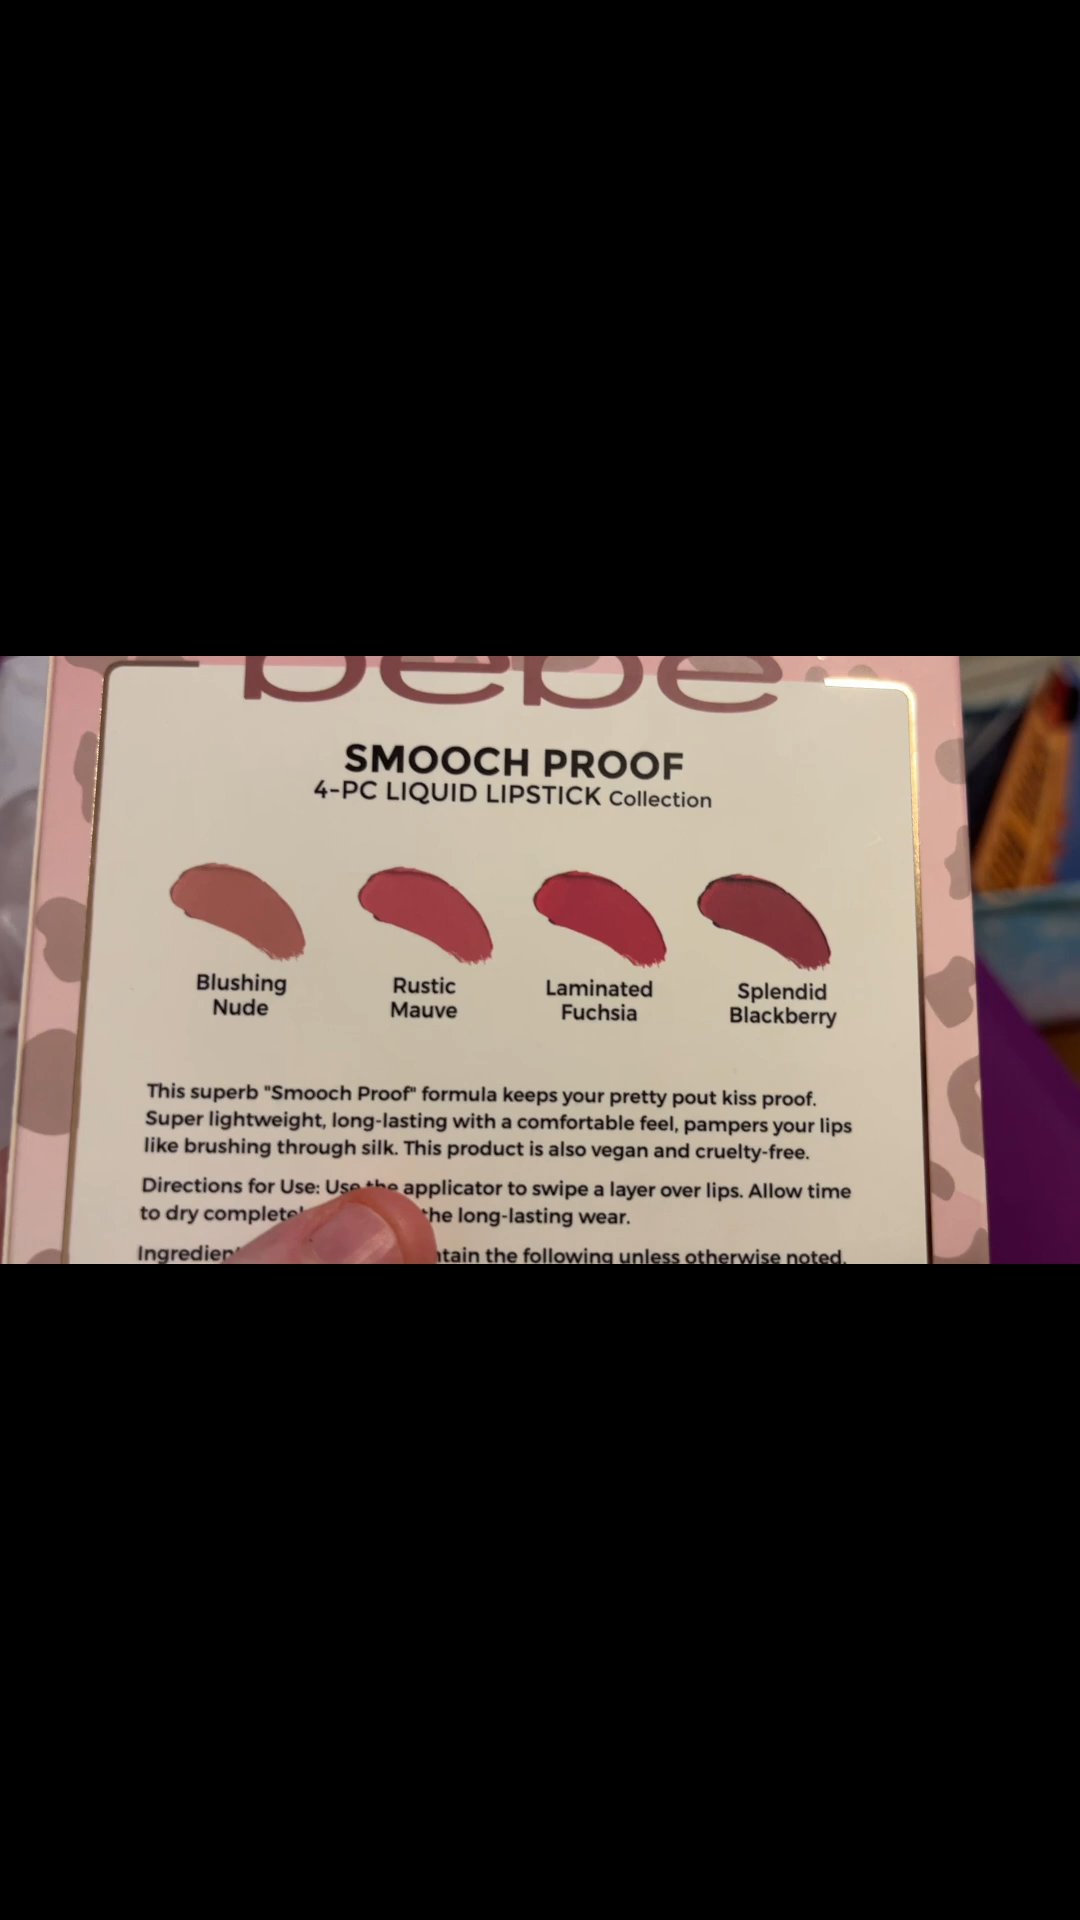 bebe
SMOOCH PROOF
4-PC LIQUID LIPSTICK Collection
Blushing Nude
Rustic Mauve
Laminated Fuchsia
Splendid Blackberry
This superb "Smooch Proof" formula keeps your pretty pout kiss proof.
Super lightweight, long-lasting with a comfortable feel, pampers your lips
like brushing through silk. This product is also vegan and cruelty-free.
Directions for Use: Use the applicator to swipe a layer over lips. Allow time
to dry the long-lasting wear.
the following unless otherwise noted.